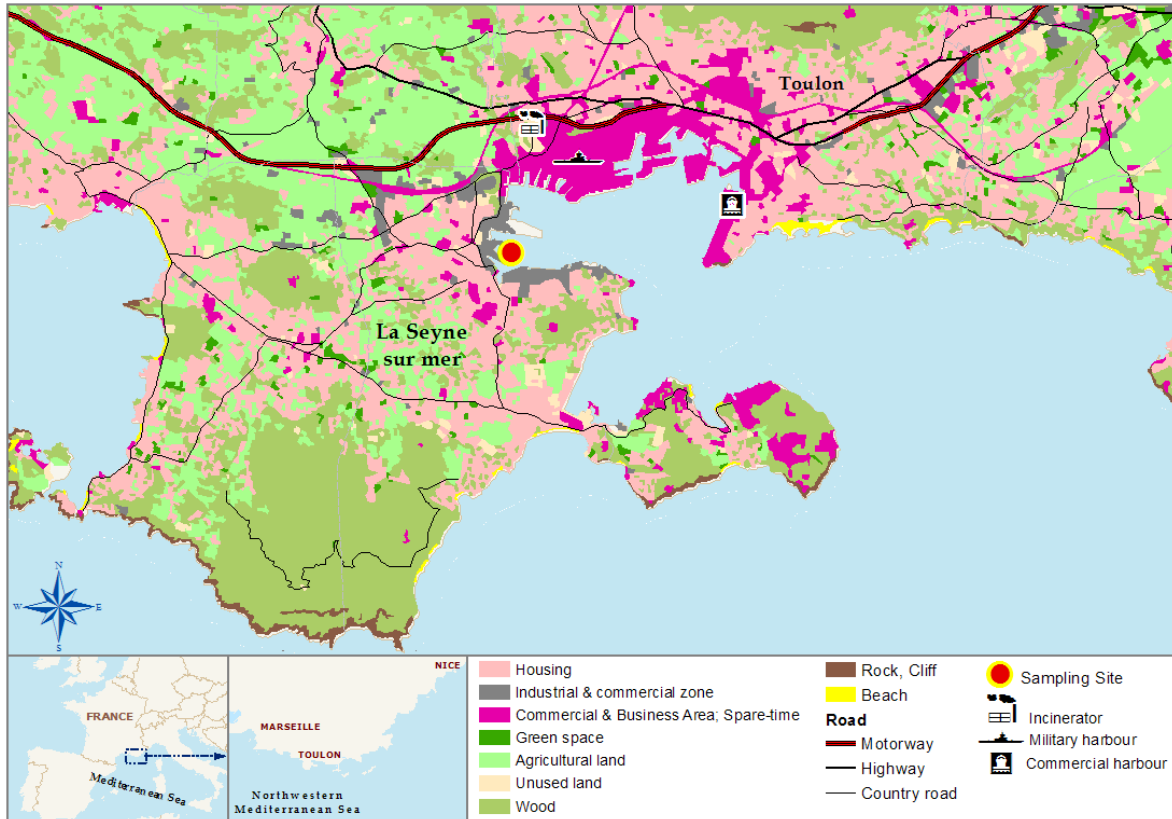 Toulon
La Seyne
sur mer
N
W
E
S
FRANCE
Mediterranean Sea
NICE
MARSEILLE
TOULON
Northwestern
Mediterranean Sea
Housing
Industrial & commercial zone
Commercial & Business Area; Spare-time
Green space
Agricultural land
Unused land
Wood
Rock, Cliff
Beach
Road
Motorway
Highway
Country road
Sampling Site
Incinerator
Military harbour
Commercial harbour